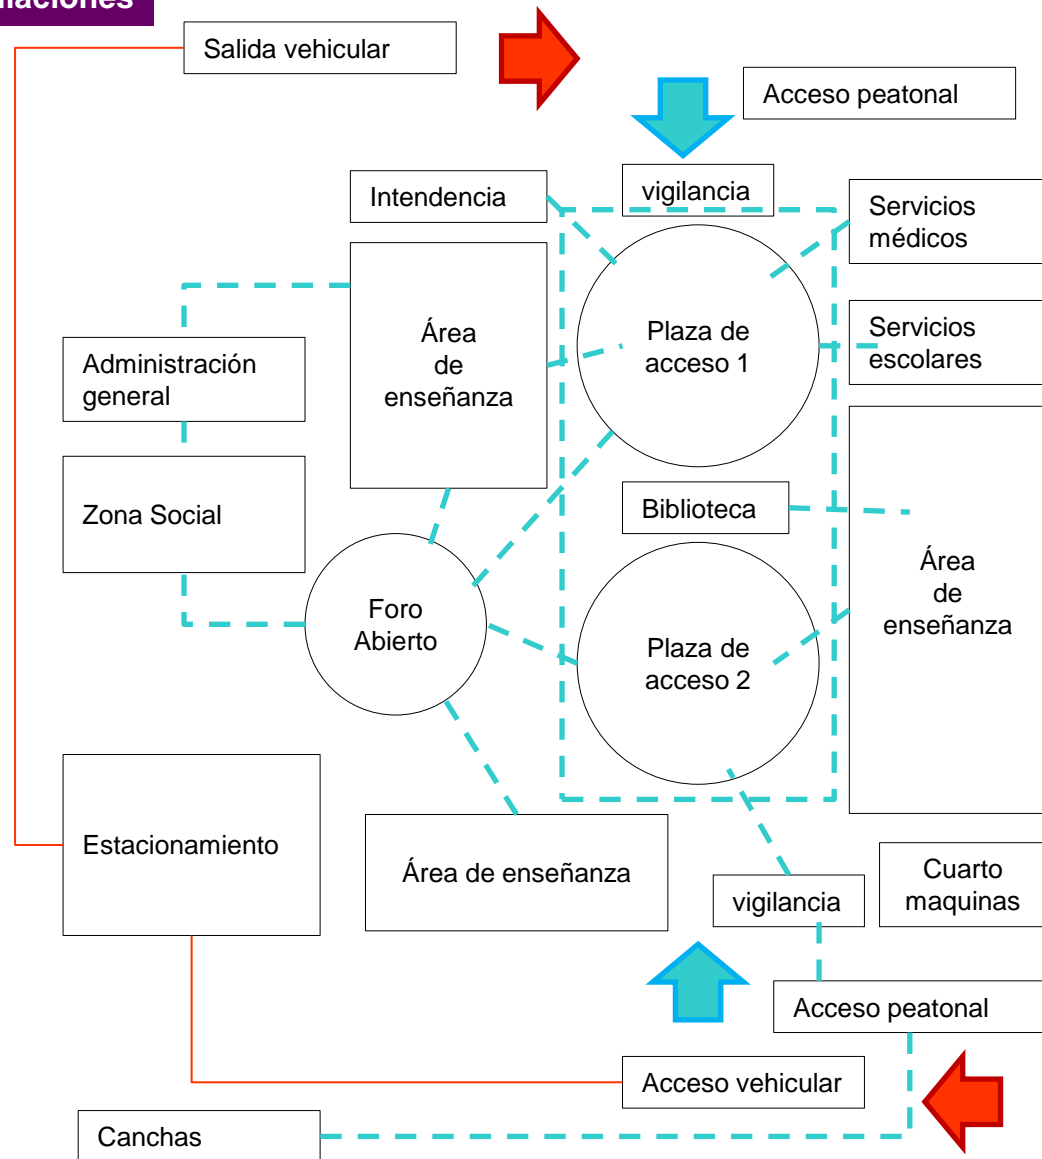 Salida vehicular
Acceso peatonal
Intendencia
vigilancia
Servicios
médicos
Área
de
enseñanza
Plaza de
acceso 1
Servicios
escolares
Administración
general
Zona Social
Biblioteca
Foro
Abierto
Plaza de
acceso 2
Área
de
enseñanza
Estacionamiento
Área de enseñanza
vigilancia
Cuarto
maquinas
Acceso peatonal
Acceso vehicular
Canchas